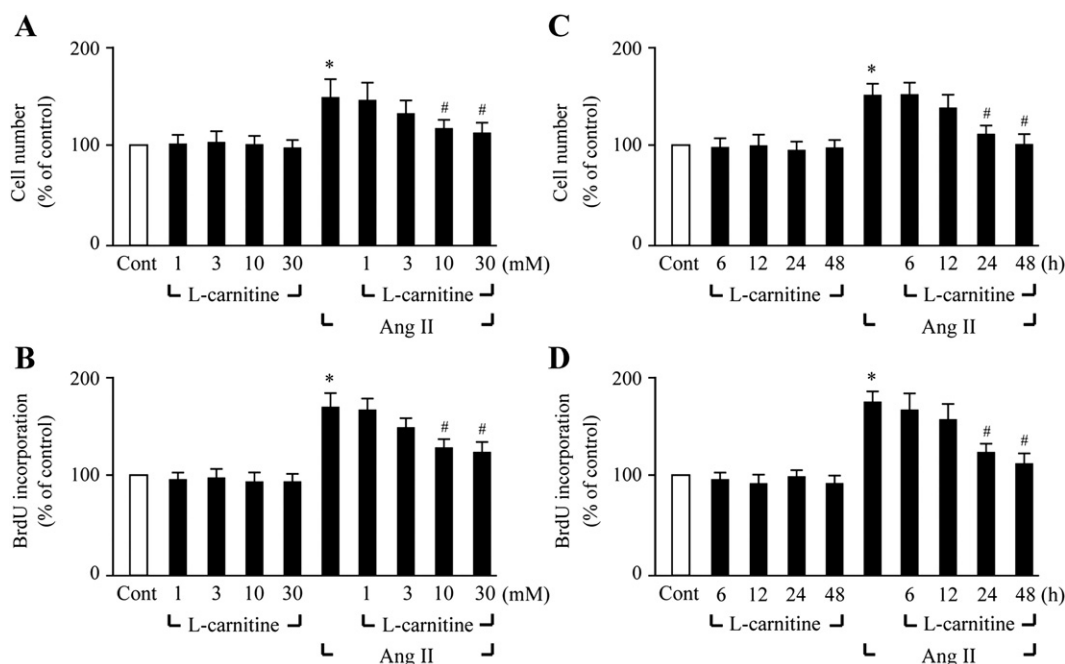 A
200
*
# #
Cell number
(% of control)
100
0
Cont 1 3 10 30 1 3 10 30 (mM)
L-carnitine L-carnitine
Ang II
B
200
*
# #
BrdU incorporation
(% of control)
100
0
Cont 1 3 10 30 1 3 10 30 (mM)
L-carnitine L-carnitine
Ang II
C
200
*
# #
Cell number
(% of control)
100
0
Cont 6 12 24 48 6 12 24 48 (h)
L-carnitine L-carnitine
Ang II
D
200
*
# #
BrdU incorporation
(% of control)
100
0
Cont 6 12 24 48 6 12 24 48 (h)
L-carnitine L-carnitine
Ang II